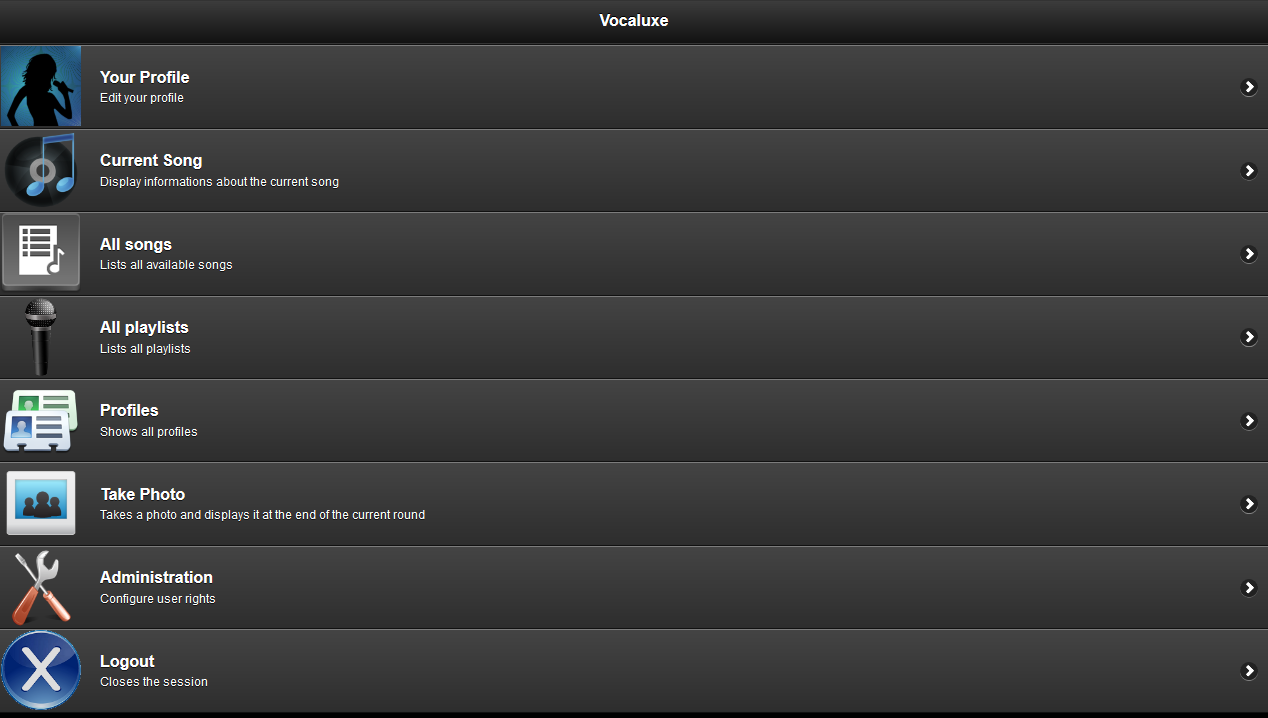 Vocaluxe
Your Profile
Edit your profile
Current Song
Display informations about the current song
All songs
Lists all available songs
All playlists
Lists all playlists
Profiles
Shows all profiles
Take Photo
Takes a photo and displays it at the end of the current round
Administration
Configure user rights
Logout
Closes the session